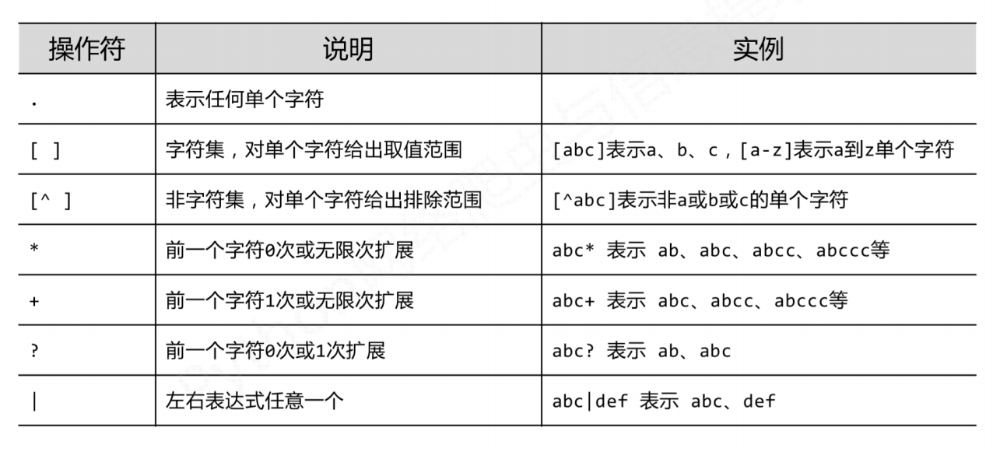 操作符 说明 实例
. 表示任何单个字符
[ ] 字符集，对单个字符给出取值范围 [abc]表示a、b、c，[a-z]表示a到z单个字符
[^ ] 非字符集，对单个字符给出排除范围 [^abc]表示非a或b或c的单个字符
* 前一个字符0次或无限次扩展 abc* 表示 ab、abc、abcc、abccc等
+ 前一个字符1次或无限次扩展 abc+ 表示 abc、abcc、abccc等
? 前一个字符0次或1次扩展 abc? 表示 ab、abc
| 左右表达式任意一个 abc|def 表示 abc、def